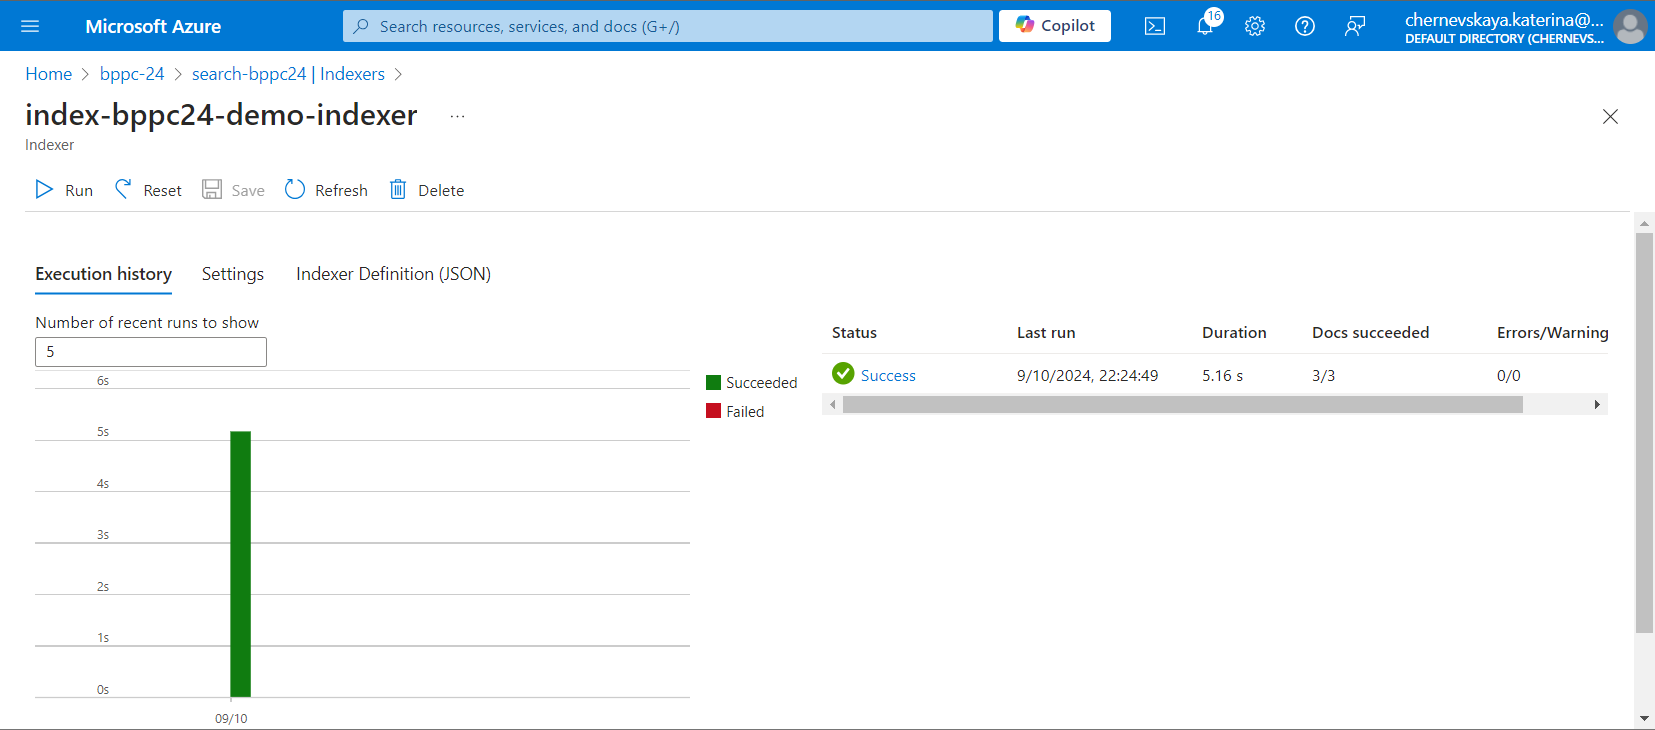 Microsoft Azure
Search resources, services, and docs (G+/)
Copilot
16
chernevskaya.katerina@...
DEFAULT DIRECTORY (CHERNEVS...
Home > bppc-24 > search-bppc24 | Indexers >
index-bppc24-demo-indexer ...
Indexer
Run Reset Save Refresh Delete
Execution history Settings Indexer Definition (JSON)
Number of recent runs to show
5
6s
5s
4s
3s
2s
1s
0s
09/10
Succeeded
Failed
Status Last run Duration Docs succeeded Errors/Warning
Success 9/10/2024, 22:24:49 5.16 s 3/3 0/0